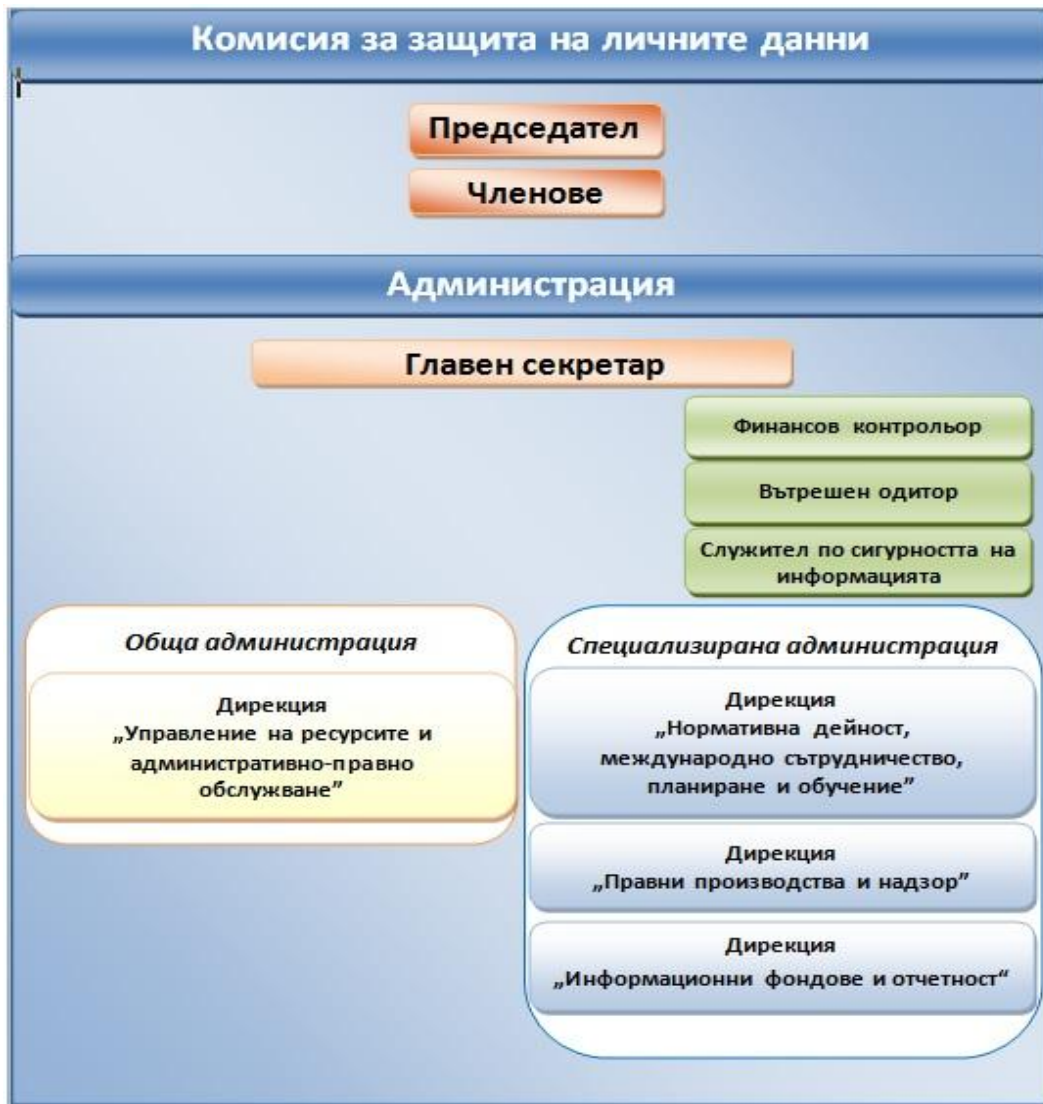 Комисия за защита на личните данни
Председател
Членове
Администрация
Главен секретар
Финансов контрольор
Вътрешен одитор
Служител по сигурността на
информацията
Обща администрация
Дирекция
„Управление на ресурсите и
административно-правно
обслужване”
Специализирана администрация
Дирекция
„Нормативна дейност,
международно сътрудничество,
планиране и обучение”
Дирекция
„Правни производства и надзор”
Дирекция
„Информационни фондове и отчетност“